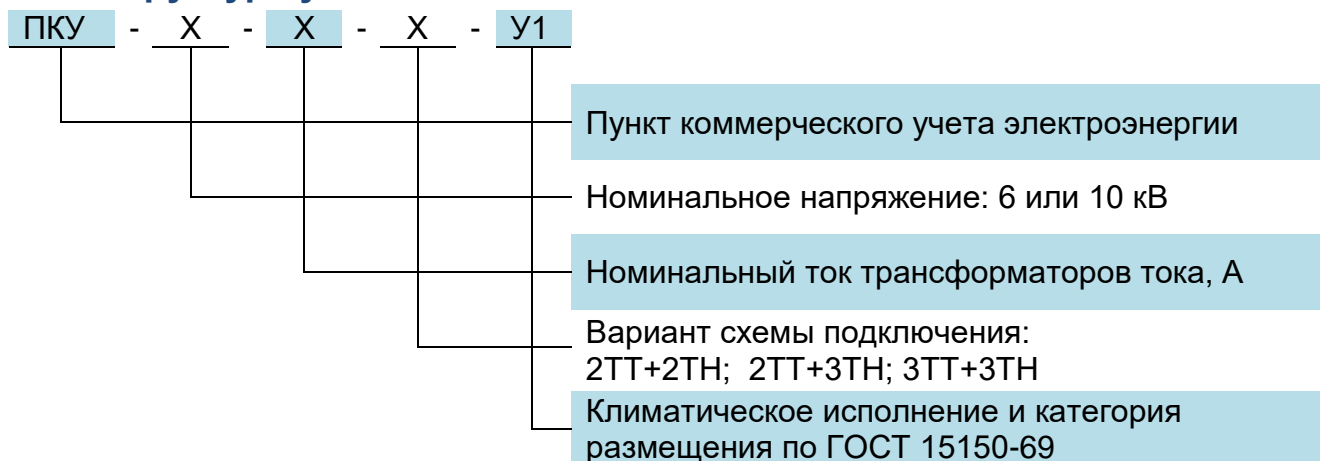 ПКУ - Х - Х - Х - У1
Пункт коммерческого учета электроэнергии
Номинальное напряжение: 6 или 10 кВ
Номинальный ток трансформаторов тока, А
Вариант схемы подключения:
2ТТ+2ТН; 2ТТ+3ТН; 3ТТ+3ТН
Климатическое исполнение и категория
размещения по ГОСТ 15150-69